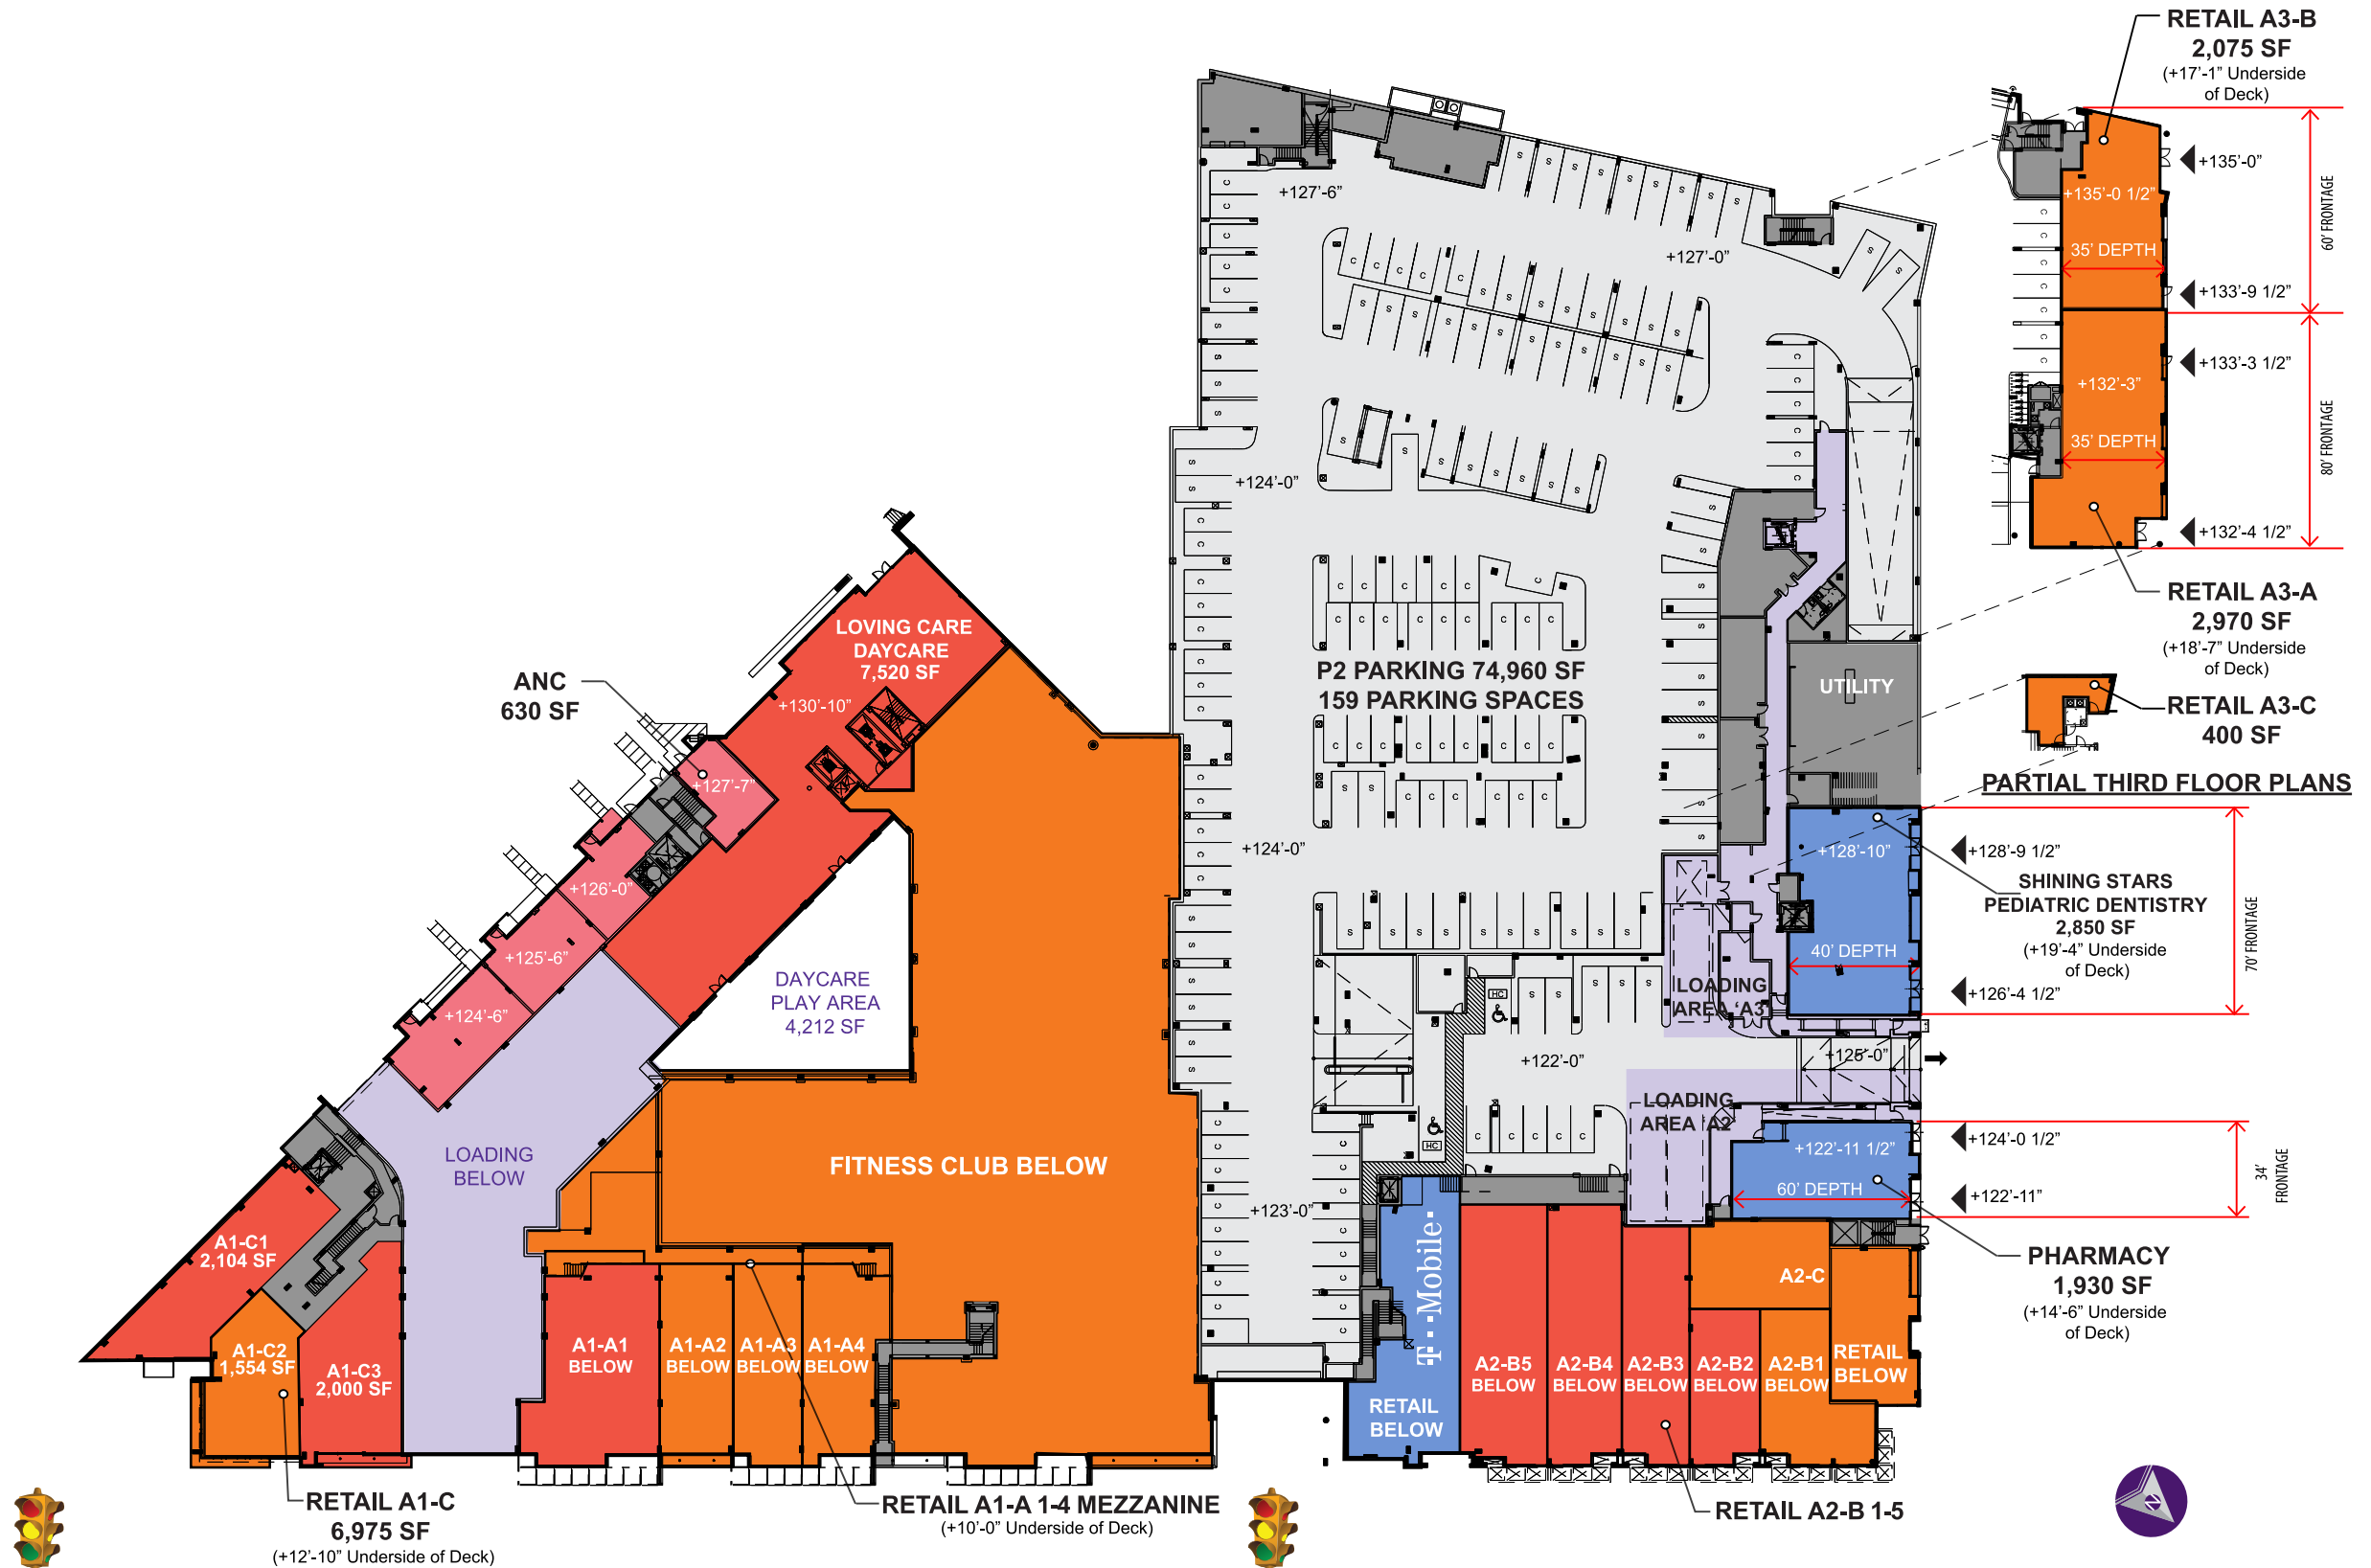 RETAIL A3-B
2,075 SF
(+17'-1” Underside
of Deck)
+135'-0”
+135'-0 1/2”
60' FRONTAGE
35' DEPTH
+133'-9 1/2”
+133'-3 1/2”
+132'-3”
80' FRONTAGE
35' DEPTH
+132'-4 1/2”
RETAIL A3-A
2,970 SF
(+18'-7” Underside
of Deck)
RETAIL A3-C
400 SF
PARTIAL THIRD FLOOR PLANS
+127'-6”
+127'-0”
+124'-0”
P2 PARKING 74,960 SF
159 PARKING SPACES
+124'-0”
UTILITY
LOVING CARE
DAYCARE
7,520 SF
+130'-10”
ANC
630 SF
+127'-7”
+126'-0”
+125'-6”
+124'-6”
DAYCARE
PLAY AREA
4,212 SF
+128'-10”
+128'-9 1/2”
SHINING STARS
PEDIATRIC DENTISTRY
2,850 SF
(+19'-4” Underside
of Deck)
70' FRONTAGE
40' DEPTH
+126'-4 1/2”
LOADING
AREA ‘A3’
HC
+122'-0”
+125'-0”
LOADING
AREA ‘A2’
HC
+122'-11 1/2”
+124'-0 1/2”
60' DEPTH
+122'-11”
34'
FRONTAGE
PHARMACY
1,930 SF
(+14'-6” Underside
of Deck)
LOADING
BELOW
FITNESS CLUB BELOW
+123'-0”
T··Mobile·
A1-C1
2,104 SF
A1-C2
1,554 SF
A1-C3
2,000 SF
A1-A1
BELOW
A1-A2
BELOW
A1-A3
BELOW
A1-A4
BELOW
RETAIL
BELOW
A2-B5
BELOW
A2-B4
BELOW
A2-B3
BELOW
A2-B2
BELOW
A2-B1
BELOW
A2-C
RETAIL
BELOW
RETAIL A1-C
6,975 SF
(+12'-10” Underside of Deck)
RETAIL A1-A 1-4 MEZZANINE
(+10'-0” Underside of Deck)
RETAIL A2-B 1-5
N